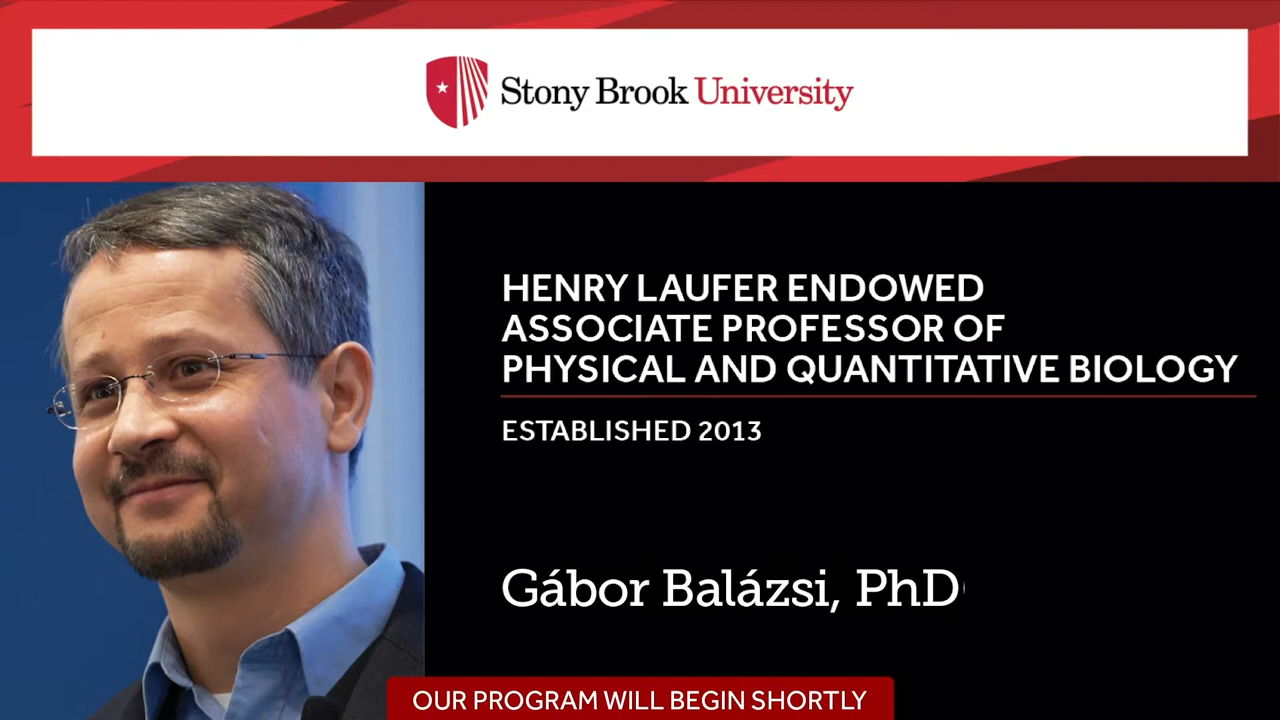 Stony Brook University
HENRY LAUFER ENDOWED
ASSOCIATE PROFESSOR OF
PHYSICAL AND QUANTITATIVE BIOLOGY
ESTABLISHED 2013
Gábor Balázsi, PhD
OUR PROGRAM WILL BEGIN SHORTLY